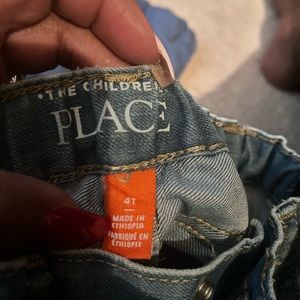 •THE CHILDRE
PLACE
4T
MADE IN
ETHIOPIA
FABRIQUÉ EN
ÉTHIOPIE